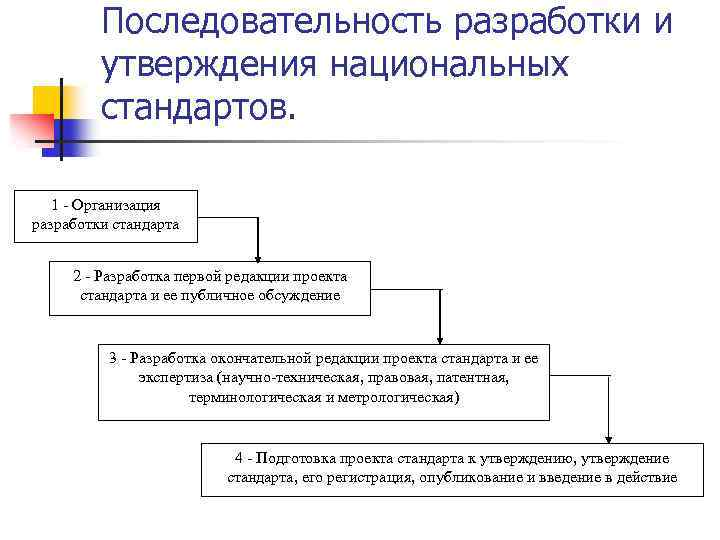 Последовательность разработки и
утверждения национальных
стандартов.
1 - Организация
разработки стандарта
2 - Разработка первой редакции проекта
стандарта и ее публичное обсуждение
3 - Разработка окончательной редакции проекта стандарта и ее
экспертиза (научно-техническая, правовая, патентная,
терминологическая и метрологическая)
4 - Подготовка проекта стандарта к утверждению, утверждение
стандарта, его регистрация, опубликование и введение в действие